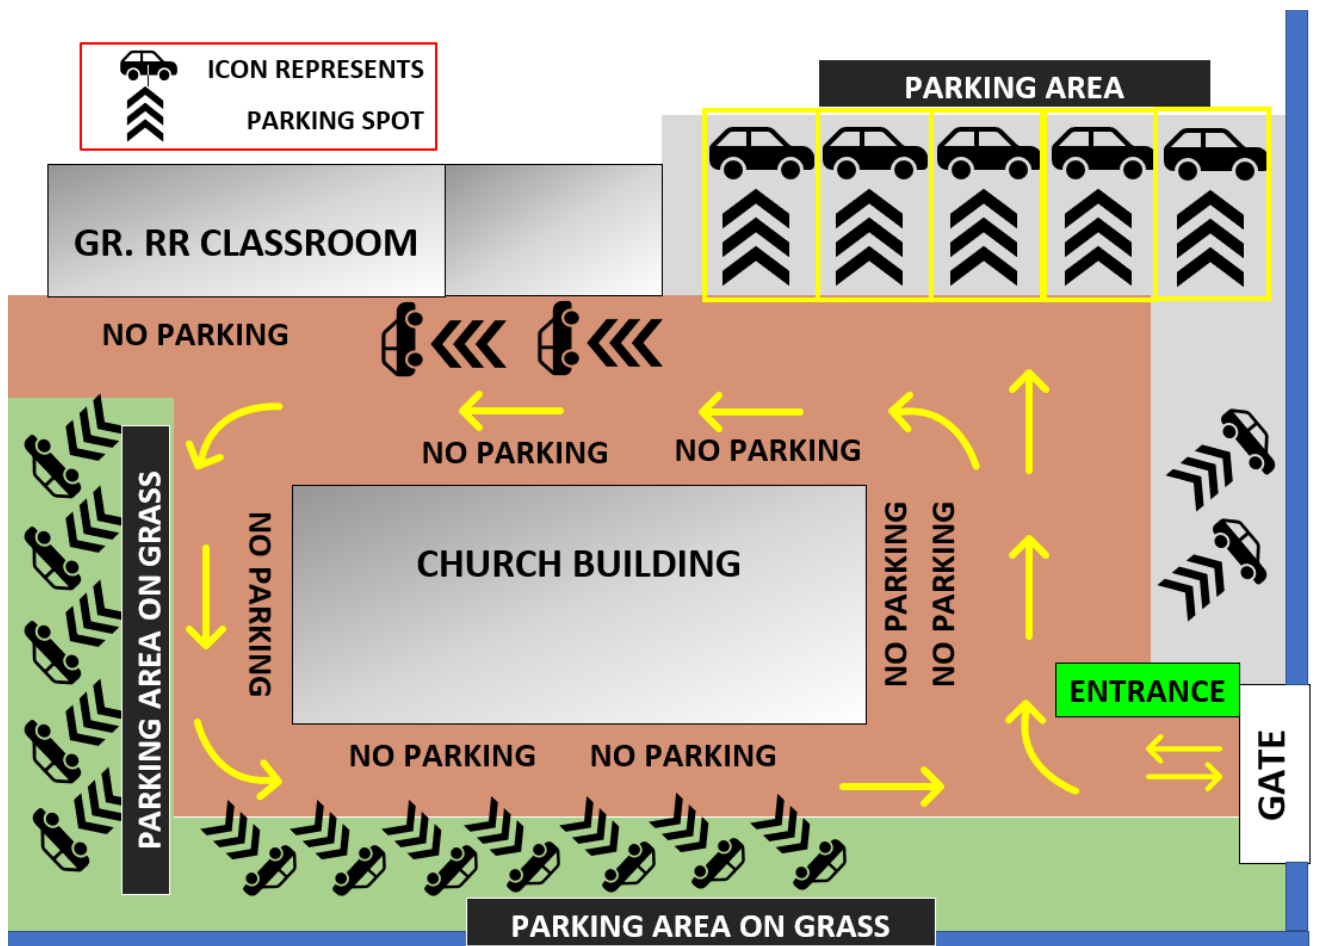 ICON REPRESENTS
PARKING SPOT
PARKING AREA
GR. RR CLASSROOM
NO PARKING
NO PARKING
NO PARKING
PARKING AREA ON GRASS
NO PARKING
CHURCH BUILDING
NO PARKING
NO PARKING
ENTRANCE
GATE
NO PARKING
NO PARKING
PARKING AREA ON GRASS